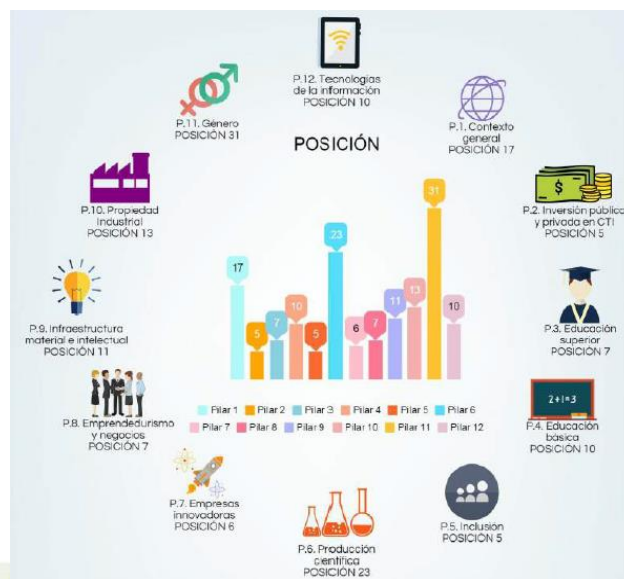 P.12. Tecnologías
de la información
POSICIÓN 10
P.11. Género
POSICIÓN 31
P.1. Contexto
general
POSICIÓN 17
POSICIÓN
P.10. Propiedad
Industrial
POSICIÓN 13
P.2. Inversión pública
y privada en CTI
POSICIÓN 5
$
17
5
7
10
5
23
6
7
11
13
31
10
P.9. Infraestructura
material e intelectual
POSICIÓN 11
P.3. Educación
superior
POSICIÓN 7
Pilar 1 Pilar 2 Pilar 3 Pilar 4 Pilar 5 Pilar 6
Pilar 7 Pilar 8 Pilar 9 Pilar 10 Pilar 11 Pilar 12
P.8. Emprendedurismo
y negocios
POSICIÓN 7
2+1=3
P.4. Educación
básica
POSICIÓN 10
P.7. Empresas
innovadoras
POSICIÓN 6
P.5. Inclusión
POSICIÓN 5
P.6. Producción
científica
POSICIÓN 23